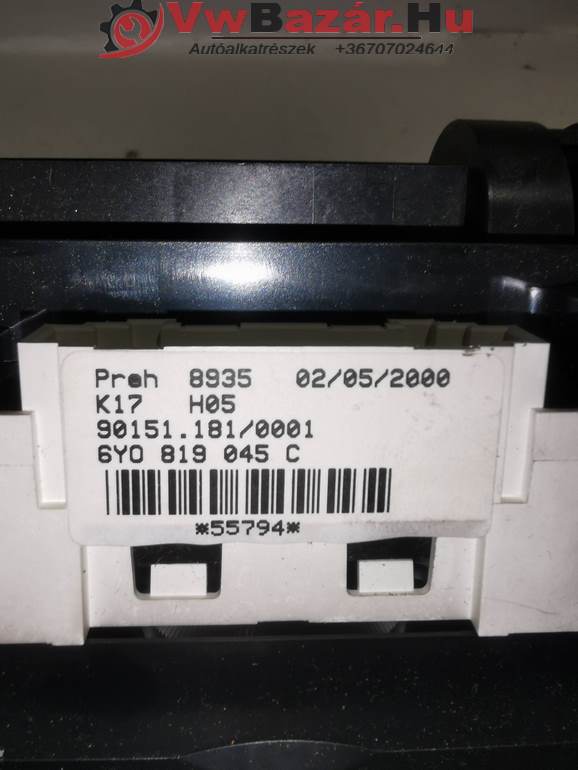 VwBazár.Hu
Autóalkatrészek +36707024644
Preh 8935 02/05/2000
K17 H05
90151.181/0001
6Y0 819 045 C
*55794*